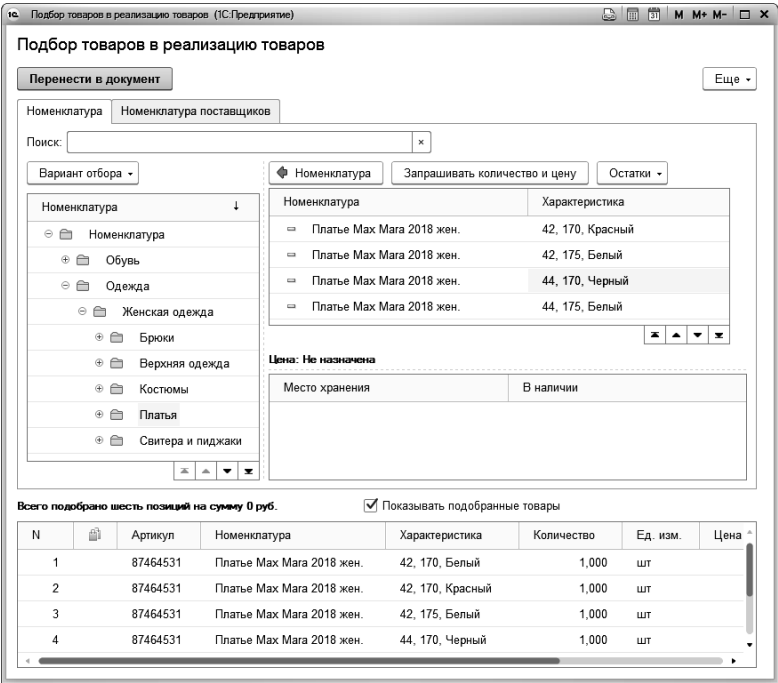 Подбор товаров в реализацию товаров (1С:Предприятие) 31 M M+ M-
Подбор товаров в реализацию товаров
Перенести в документ Еще
Номенклатура Номенклатура поставщиков
Поиск:
Вариант отбора Номенклатура Запрашивать количество и цену Остатки
Номенклатура Номенклатура Характеристика
Номенклатура Платье Max Mara 2018 жен. 42, 170, Красный
Обувь Платье Max Mara 2018 жен. 42, 175, Белый
Одежда Платье Max Mara 2018 жен. 44, 170, Черный
Женская одежда Платье Max Mara 2018 жен. 44, 175, Белый
Брюки
Верхняя одежда Цена: Не назначена
Костюмы Место хранения В наличии
Платья
Свитера и пиджаки
Всего подобрано шесть позиций на сумму 0 руб. Показывать подобранные товары
N Артикул Номенклатура Характеристика Количество Ед. изм. Цена
1 87464531 Платье Max Mara 2018 жен. 42, 170, Белый 1,000 шт
2 87464531 Платье Max Mara 2018 жен. 42, 170, Красный 1,000 шт
3 87464531 Платье Max Mara 2018 жен. 42, 175, Белый 1,000 шт
4 87464531 Платье Max Mara 2018 жен. 44, 170, Черный 1,000 шт